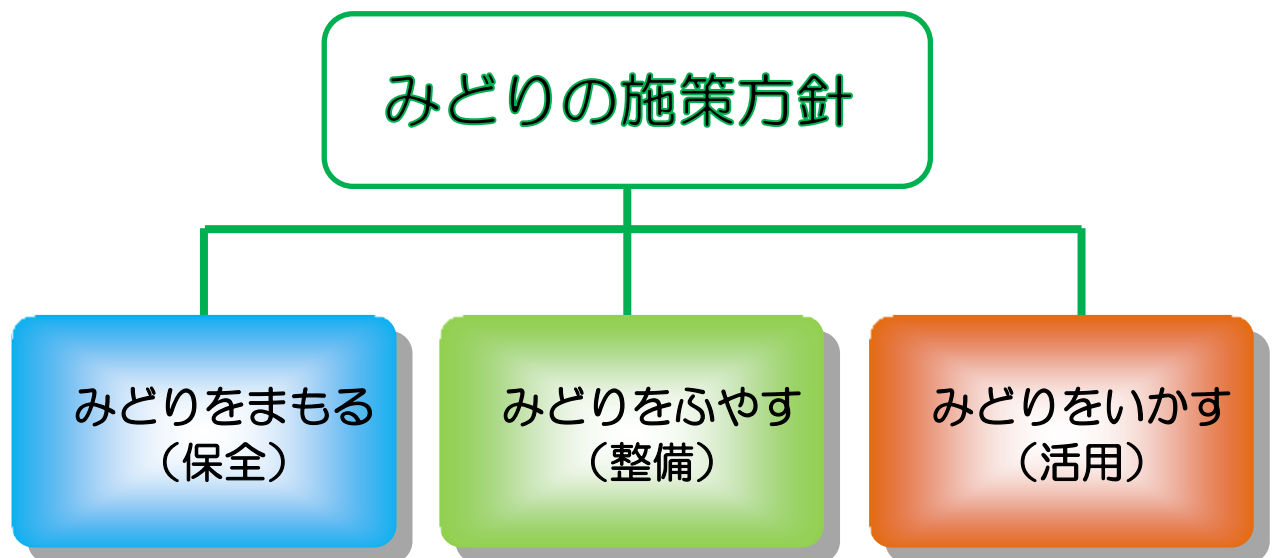 みどりの施策方針
みどりをまもる
（保全）
みどりをふやす
（整備）
みどりをいかす
（活用）